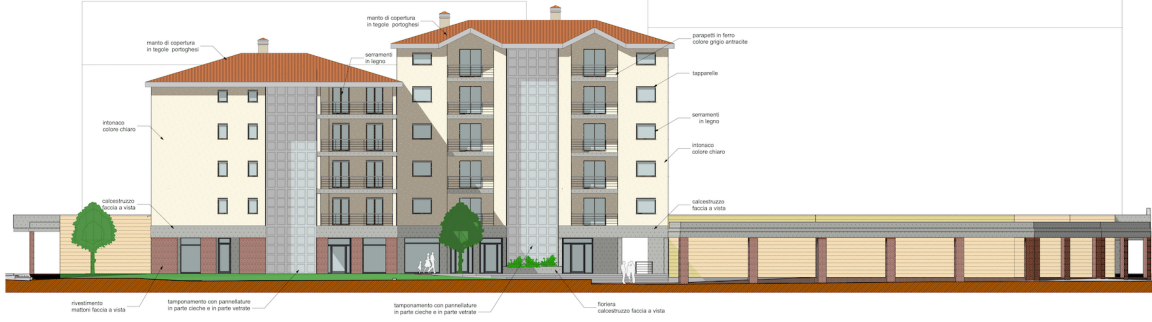 manto di copertura
in tegole portoghesi
manto di copertura
in tegole portoghesi
serramenti
in legno
parapetti in ferro
colore grigio antracite
tapparelle
serramenti
in legno
intonaco
colore chiaro
intonaco
colore chiaro
calcestruzzo
faccia a vista
calcestruzzo
faccia a vista
rivestimento
mattoni faccia a vista
tamponamento con pannellature
in parte cieche e in parte vetrate
tamponamento con pannellature
in parte cieche e in parte vetrate
fioriera
calcestruzzo faccia a vista